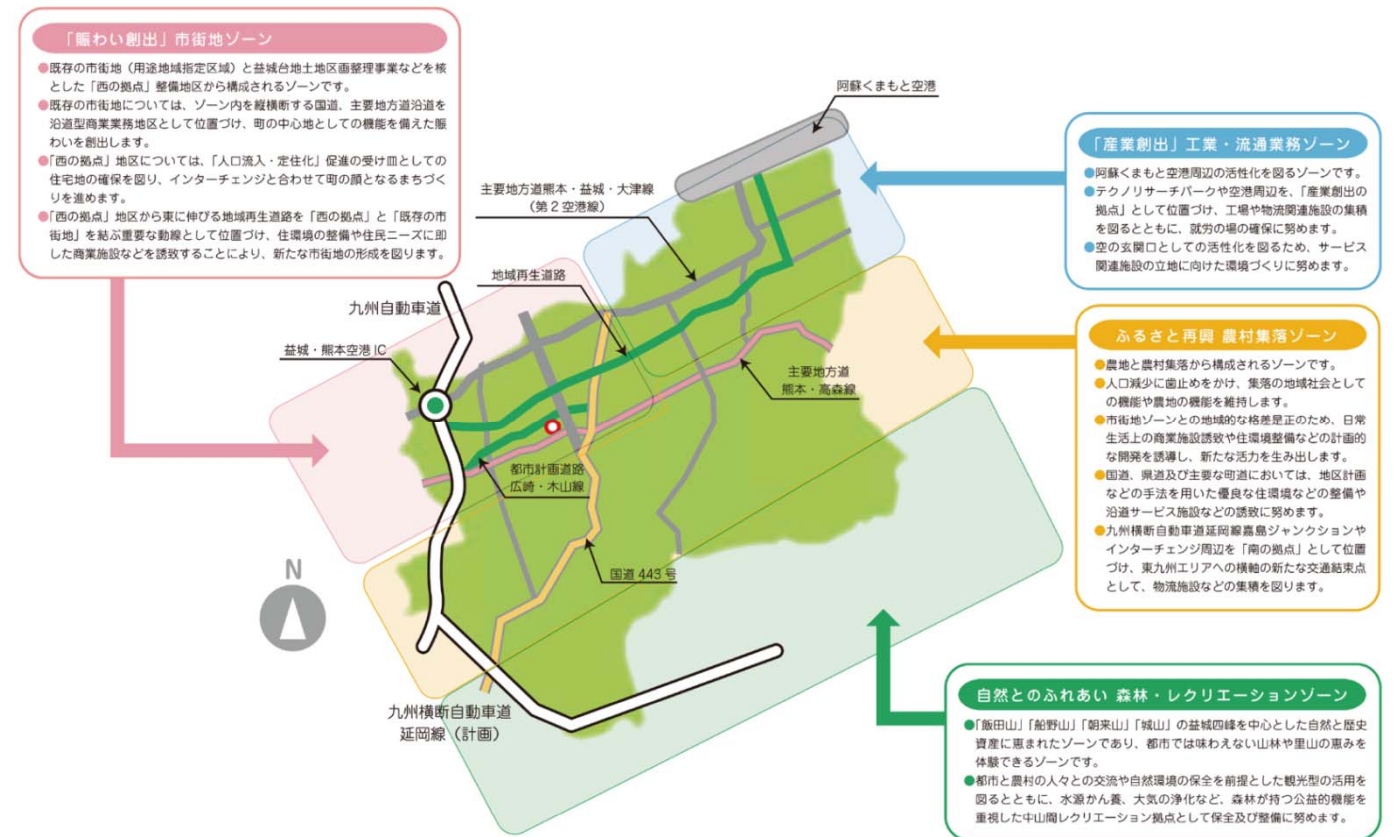 「賑わい創出」市街地ゾーン
●既存の市街地（用途地域指定区域）と益城台地土地区画整理事業などを核
とした「西の拠点」整備地区から構成されるゾーンです。
●既存の市街地については、ゾーン内を縦横断する国道、主要地方道沿道を
沿道型商業業務地区として位置づけ、町の中心地としての機能を備えた賑
わいを創出します。
●「西の拠点」地区については、「人口流入・定住化」促進の受け皿としての
住宅地の確保を図り、インターチェンジと合わせて町の顔となるまちづく
りを進めます。
●「西の拠点」地区から東に伸びる地域再生道路を「西の拠点」と「既存の市
街地」を結ぶ重要な動線として位置づけ、住環境の整備や住民ニーズに即
した商業施設などを誘致することにより、新たな市街地の形成を図ります。
阿蘇くまもと空港
主要地方道熊本・益城・大津線
（第２空港線）
地域再生道路
九州自動車道
益城・熊本空港 IC
主要地方道
熊本・高森線
都市計画道路
広崎・木山線
国道 443 号
N
九州横断自動車道
延岡線（計画）
「産業創出」工業・流通業務ゾーン
●阿蘇くまもと空港周辺の活性化を図るゾーンです。
●テクノリサーチパークや空港周辺を、「産業創出の
拠点」として位置づけ、工場や物流関連施設の集積
を図るとともに、就労の場の確保に努めます。
●空の玄関口としての活性化を図るため、サービス
関連施設の立地に向けた環境づくりに努めます。
ふるさと再興 農村集落ゾーン
●農地と農村集落から構成されるゾーンです。
●人口減少に歯止めをかけ、集落の地域社会として
の機能や農地の機能を維持します。
●市街地ゾーンとの地域的な格差是正のため、日常
生活上の商業施設誘致や住環境整備などの計画的
な開発を誘導し、新たな活力を生み出します。
●国道、県道及び主要な町道においては、地区計画
などの手法を用いた優良な住環境などの整備や
沿道サービス施設などの誘致に努めます。
●九州横断自動車道延岡線嘉島ジャンクションや
インターチェンジ周辺を「南の拠点」として位置
づけ、東九州エリアへの横軸の新たな交通結束点
として、物流施設などの集積を図ります。
自然とのふれあい 森林・レクリエーションゾーン
●「飯田山」「船野山」「朝来山」「城山」の益城四峰を中心とした自然と歴史
資産に恵まれたゾーンであり、都市では味わえない山林や里山の恵みを
体験できるゾーンです。
●都市と農村の人々との交流や自然環境の保全を前提とした観光型の活用を
図るとともに、水源かん養、大気の浄化など、森林が持つ公益的機能を
重視した中山間レクリエーション拠点として保全及び整備に努めます。